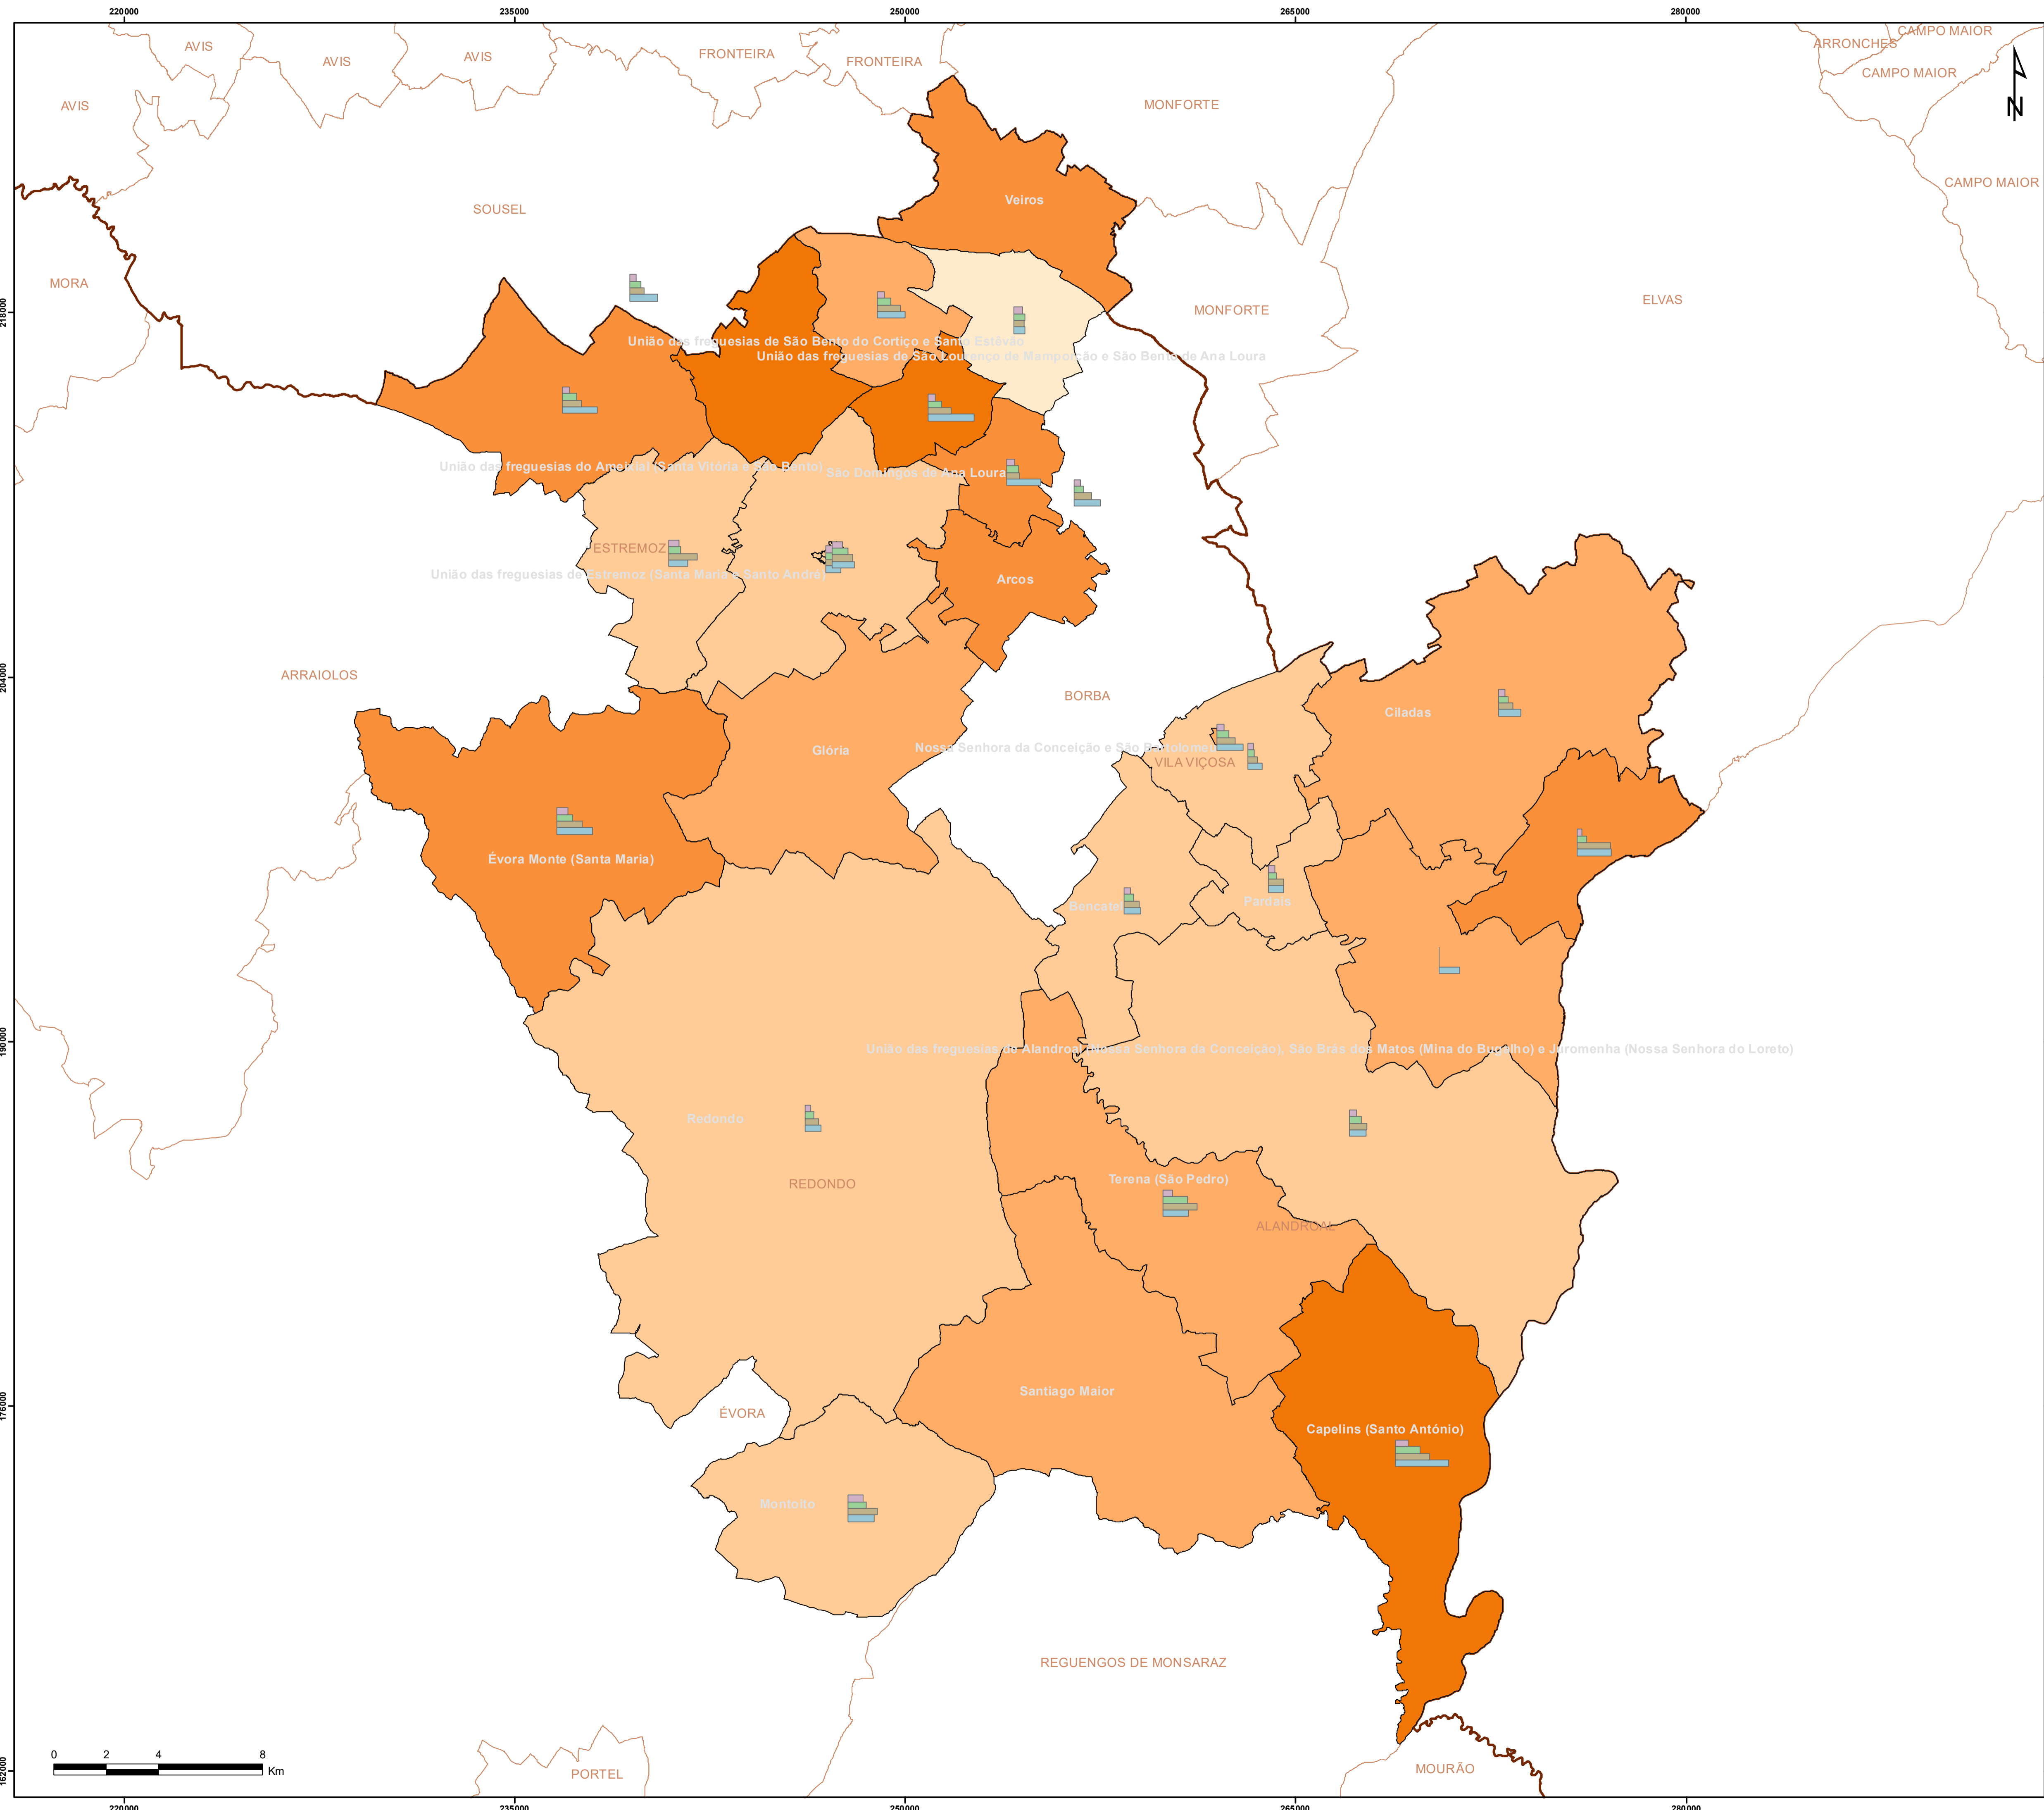 220000 235000 250000 265000 280000
CAMPO MAIOR
ARRONCHES
AVIS
FRONTEIRA
AVIS
AVIS
FRONTEIRA
CAMPO MAIOR
AVIS
MONFORTE
N
CAMPO MAIOR
Veiros
SOUSEL
MORA
ELVAS
218000
MONFORTE
União das freguesias de São Bento do Cortiço e Santo Estêvão
União das freguesias de São Lourenço de Mamporcão e São Bento de Ana Loura
União das freguesias do Ameixial (Santa Vitória e São Bento)
São Domingos de Ana Loura
ESTREMOZ
União das freguesias de Estremoz (Santa Maria e Santo André)
Arcos
ARRAIOLOS
204000
BORBA
Ciladas
Glória
Nossa Senhora da Conceição e São Bartolomeu
VILA VIÇOSA
Évora Monte (Santa Maria)
Pardais
Bencatel
190000
União das freguesias de Alandroal (Nossa Senhora da Conceição), São Brás dos Matos (Mina do Bugalho) e Juromenha (Nossa Senhora do Loreto)
Redondo
Terena (São Pedro)
REDONDO
ALANDROAL
Santiago Maior
176000
ÉVORA
Capelins (Santo António)
Montoito
REGUENGOS DE MONSARAZ
0 2 4 8
Km
162000
PORTEL
MOURÃO
220000 235000 250000 265000 280000